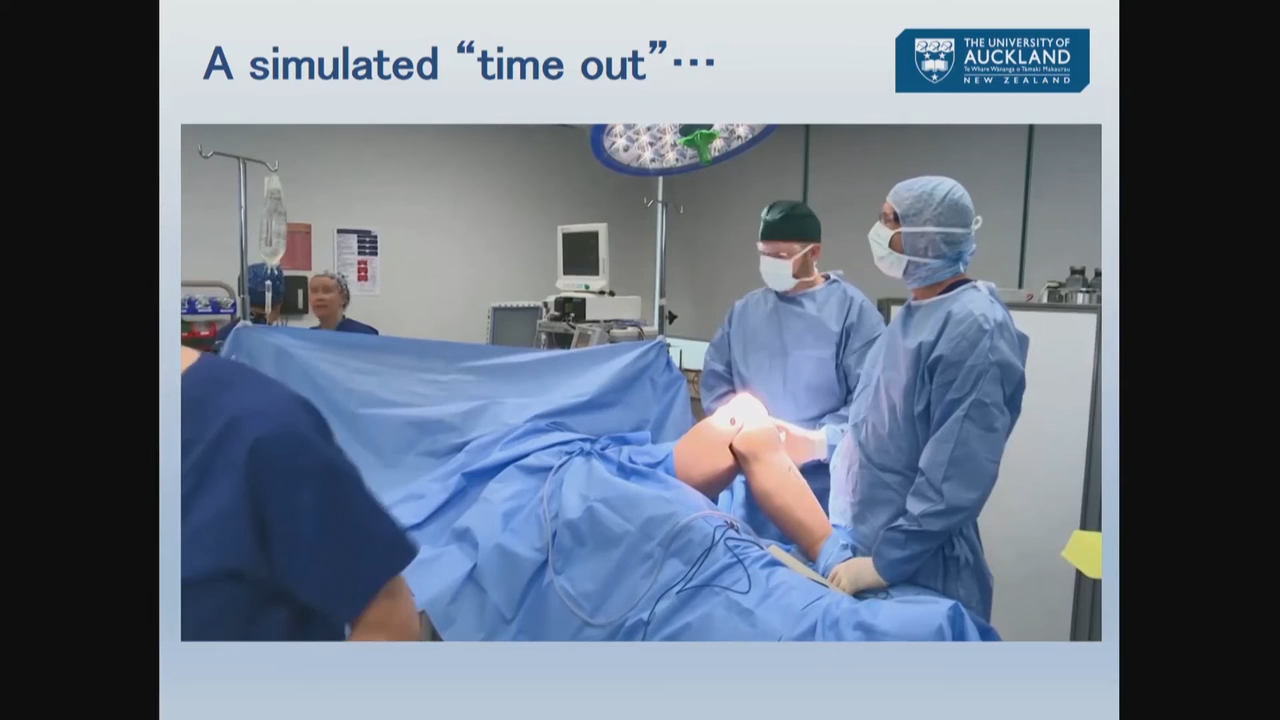 A simulated “time out”…
THE UNIVERSITY OF
AUCKLAND
Te Whare Wānanga o Tāmaki Makaurau
NEW ZEALAND